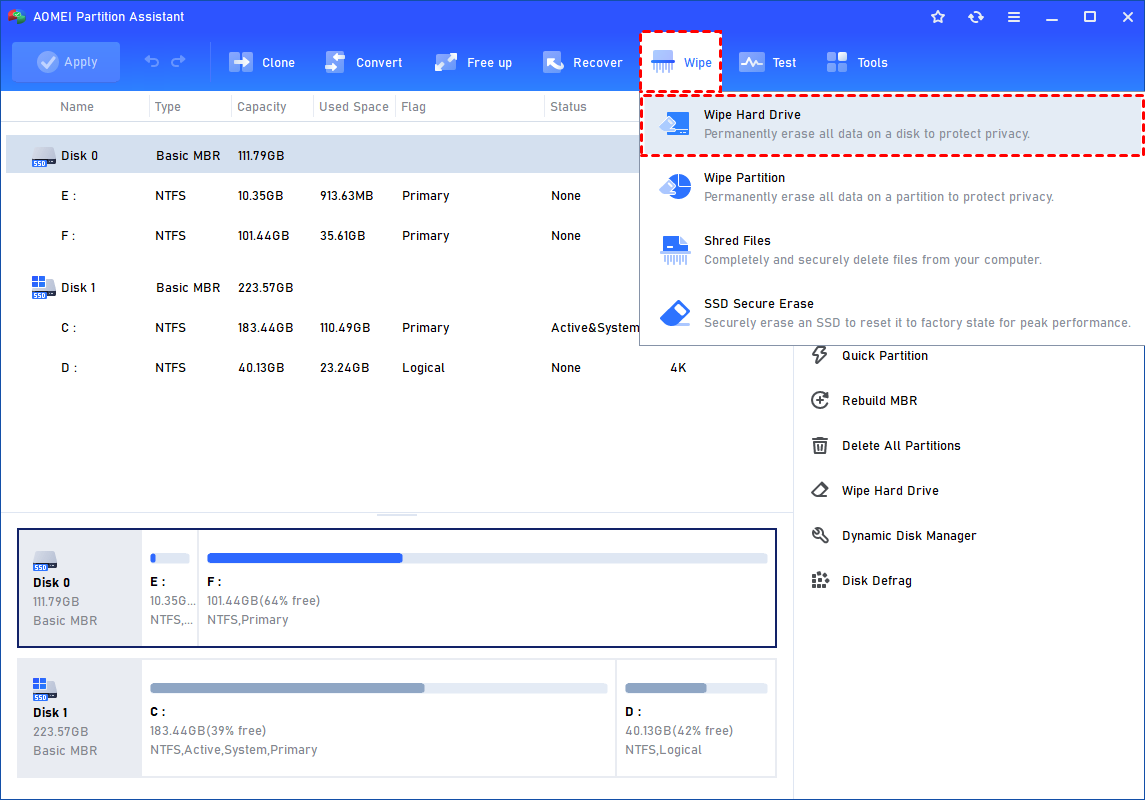 AOMEI Partition Assistant
Apply Clone Convert Free up Recover Wipe Test Tools
Name Type Capacity Used Space Flag Status
Wipe Hard Drive
Permanently erase all data on a disk to protect privacy.
Wipe Partition
Permanently erase all data on a partition to protect privacy.
Shred Files
Completely and securely delete files from your computer.
SSD Secure Erase
Securely erase an SSD to reset it to factory state for peak performance.
SSD Disk 0 Basic MBR 111.79GB
E : NTFS 10.35GB 913.63MB Primary None
F : NTFS 101.44GB 35.61GB Primary None
SSD Disk 1 Basic MBR 223.57GB
C : NTFS 183.44GB 110.49GB Primary Active&System
D : NTFS 40.13GB 23.24GB Logical None 4K
Quick Partition
Rebuild MBR
Delete All Partitions
Wipe Hard Drive
Dynamic Disk Manager
Disk Defrag
SSD
Disk 0
111.79GB
Basic MBR
E :
10.35G...
NTFS,...
F :
101.44GB(64% free)
NTFS,Primary
SSD
Disk 1
223.57GB
Basic MBR
C :
183.44GB(39% free)
NTFS,Active,System,Primary
D :
40.13GB(42% free)
NTFS,Logical